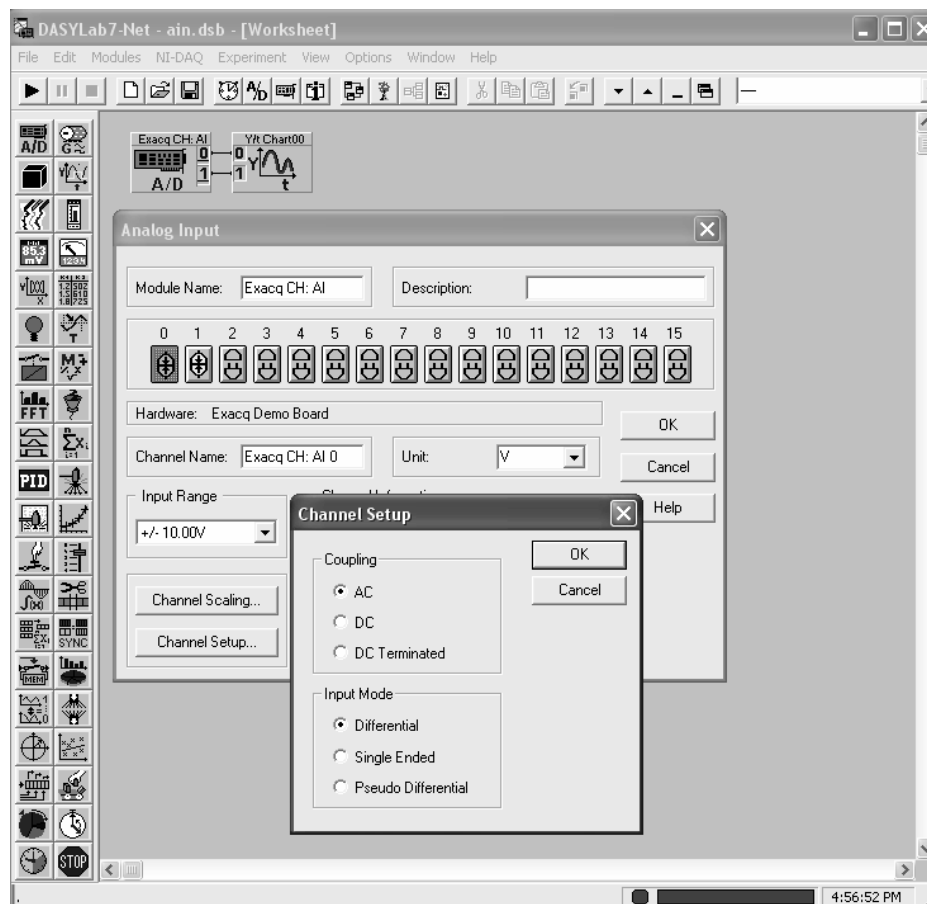 DASYLab7-Net - ain.dsb - [Worksheet]
File Edit Modules NI-DAQ Experiment View Options Window Help
A/D
Exacq CH: AI
0
1
A/D
Y/t Chart00
0
1
Y
t
Analog Input
Module Name: Exacq CH: AI
Description:
0 1 2 3 4 5 6 7 8 9 10 11 12 13 14 15
Hardware: Exacq Demo Board
OK
Channel Name: Exacq CH: AI 0
Unit: V
Cancel
Input Range
Help
+/- 10.00V
Channel Scaling...
Channel Setup...
Channel Setup
Coupling
OK
AC
Cancel
DC
DC Terminated
Input Mode
Differential
Single Ended
Pseudo Differential
A/D
G
85.3
mV
T
FFT
PID
f(x)
SYNC
MEM
STOP
4:56:52 PM